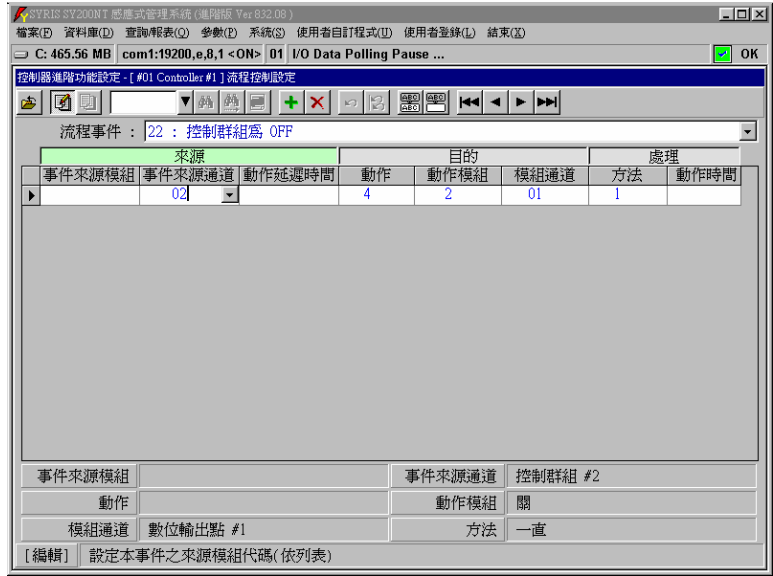 SYRIS SY200NT 感應式管理系統 (進階版 Ver 832.08 )
檔案(F) 資料庫(D) 查詢/報表(Q) 參數(P) 系統(S) 使用者自訂程式(U) 使用者登錄(L) 結束(X)
C: 465.56 MB com1:19200,e,8,1 <ON> 01 I/O Data Polling Pause ... OK
控制器進階功能設定 - [ #01 Controller #1 ] 流程控制設定
ABC ABC ABC
流程事件 : 22 : 控制群組爲 OFF
來源 目的 處理
事件來源模組 事件來源通道 動作延遲時間 動作 動作模組 模組通道 方法 動作時間
02 4 2 01 1
事件來源模組 事件來源通道 控制群組 #2
動作 動作模組 關
模組通道 數位輸出點 #1 方法 一直
[編輯] 設定本事件之來源模組代碼(依列表)